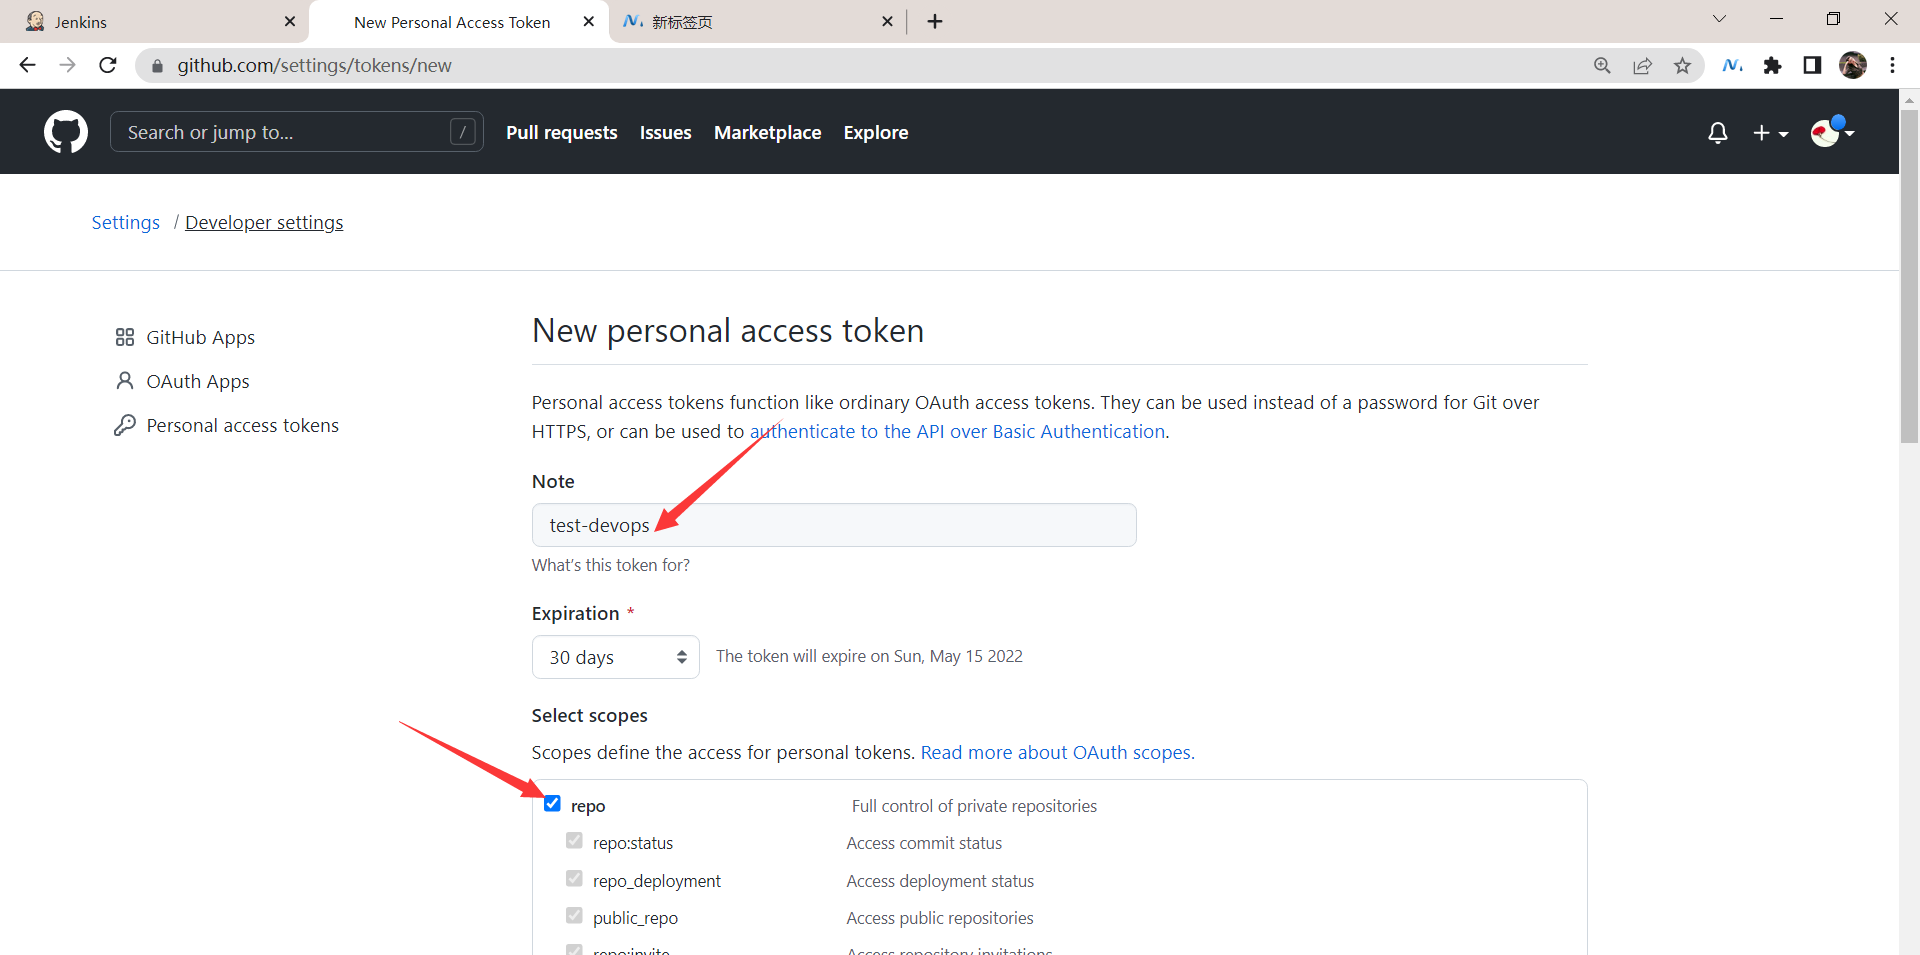 Jenkins
New Personal Access Token
新标签页
github.com/settings/tokens/new
Search or jump to...
/
Pull requests
Issues
Marketplace
Explore
Settings / Developer settings
GitHub Apps
OAuth Apps
Personal access tokens
New personal access token
Personal access tokens function like ordinary OAuth access tokens. They can be used instead of a password for Git over
HTTPS, or can be used to authenticate to the API over Basic Authentication.
Note
test-devops
What's this token for?
Expiration *
30 days
The token will expire on Sun, May 15 2022
Select scopes
Scopes define the access for personal tokens. Read more about OAuth scopes.
repo Full control of private repositories
repo:status Access commit status
repo_deployment Access deployment status
public_repo Access public repositories
repo:invite Access repository invitations